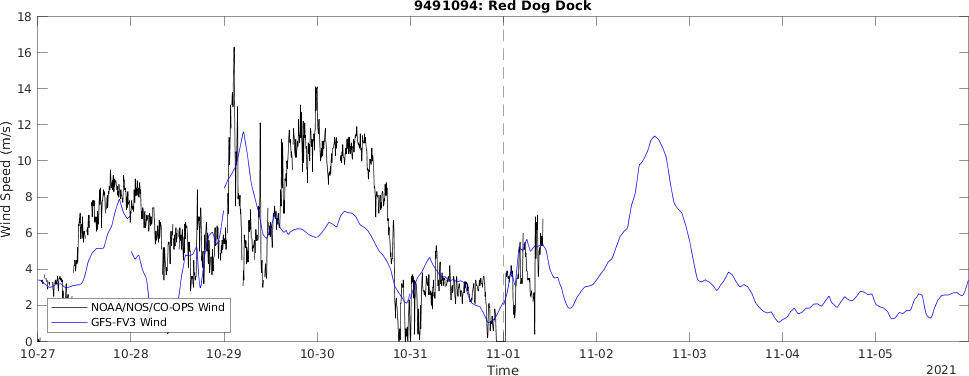 9491094: Red Dog Dock
18
16
14
12
10
8
6
4
2
0
Wind Speed (m/s)
NOAA/NOS/CO-OPS Wind
GFS-FV3 Wind
10-27 10-28 10-29 10-30 10-31 11-01 11-02 11-03 11-04 11-05
Time
2021